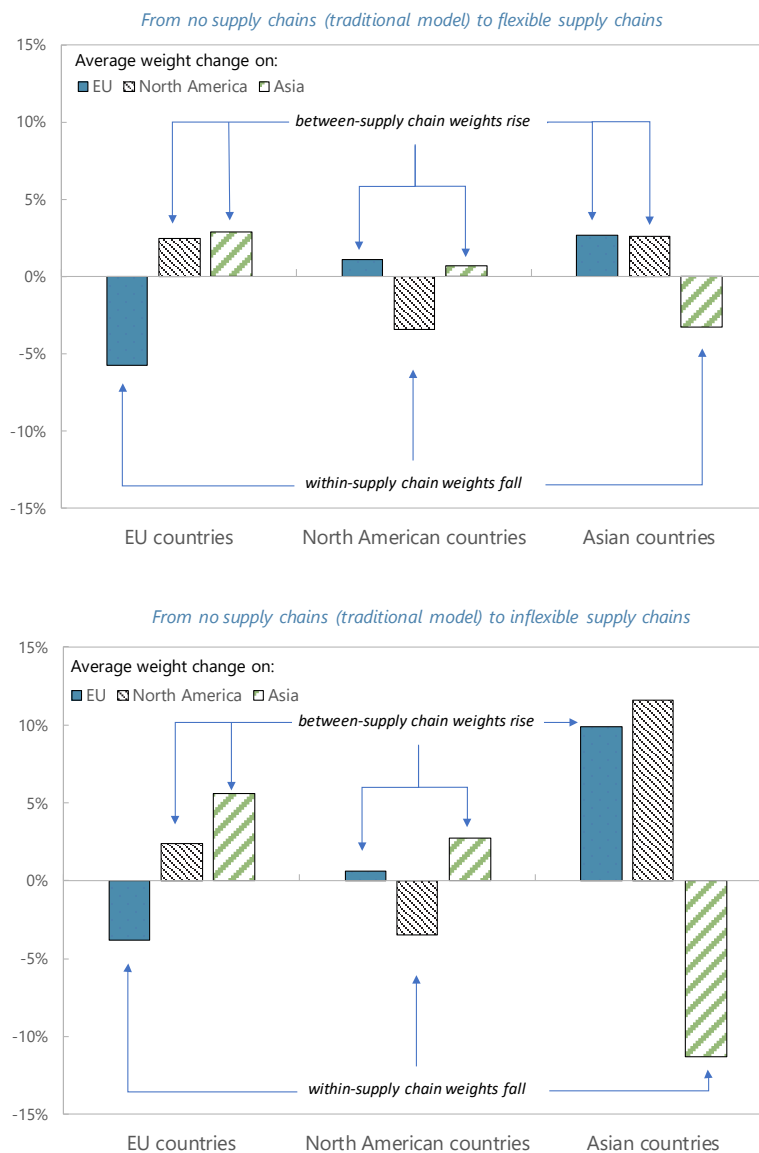 From no supply chains (traditional model) to flexible supply chains
15%
Average weight change on:
EU North America Asia
10%
between-supply chain weights rise
5%
0%
-5%
-10%
within-supply chain weights fall
-15%
EU countries North American countries Asian countries
From no supply chains (traditional model) to inflexible supply chains
15%
Average weight change on:
EU North America Asia
between-supply chain weights rise
10%
5%
0%
-5%
-10%
within-supply chain weights fall
-15%
EU countries North American countries Asian countries